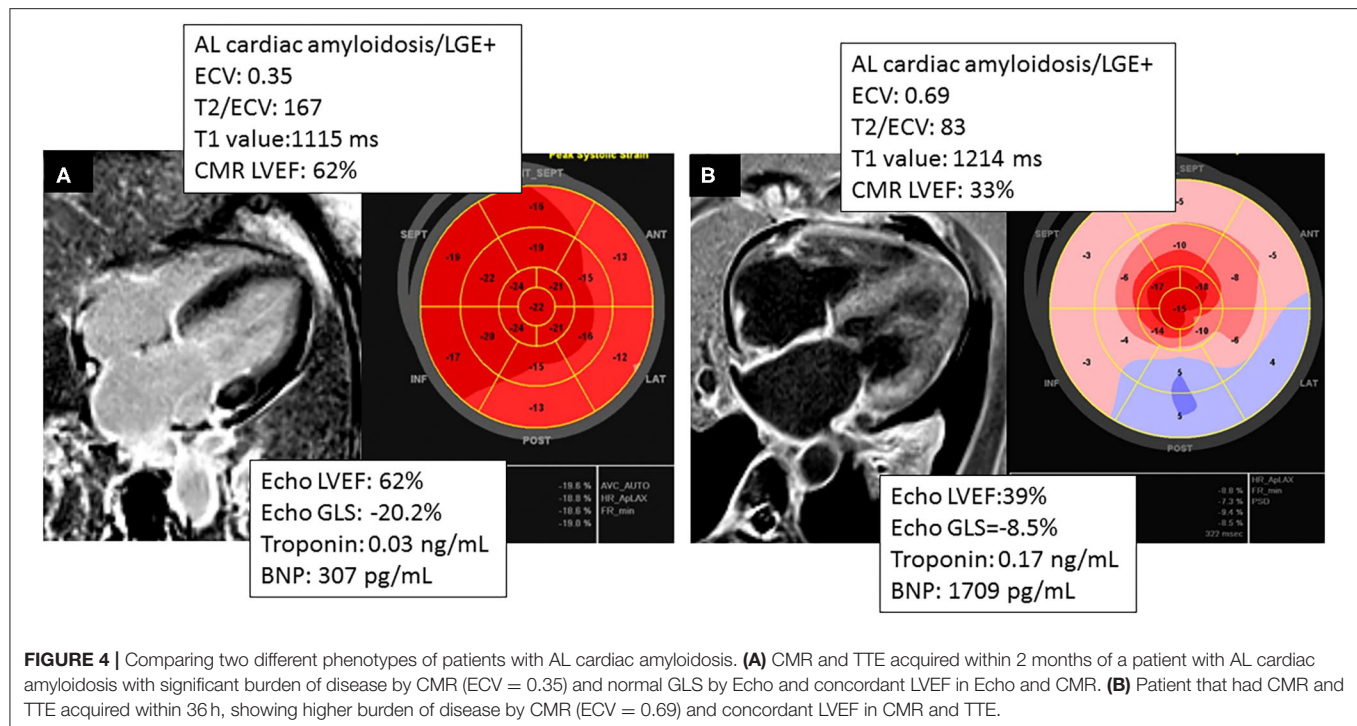 AL cardiac amyloidosis/LGE+
ECV: 0.35
T2/ECV: 167
T1 value:1115 ms
CMR LVEF: 62%
A
Peak Systolic Strain
SEPT
ANT
LAT
POST
INF
-16
-13
-12
-13
-17
-19
-19
-15
-16
-15
-20
-22
-24
-21
-21
-24
-22
Echo LVEF: 62%
Echo GLS: -20.2%
Troponin: 0.03 ng/mL
BNP: 307 pg/mL
-19.6 % AVC_AUTO
-18.8 % HR_ApLAX
-18.6 % FR_min
-19.0 %
AL cardiac amyloidosis/LGE+
ECV: 0.69
T2/ECV: 83
T1 value: 1214 ms
CMR LVEF: 33%
B
_SEPT
SEPT
ANT
LAT
POST
INF
-5
-5
4
5
-3
-3
-10
-8
-6
5
-4
-6
-17
-18
-10
-14
-15
Echo LVEF:39%
Echo GLS=-8.5%
Troponin: 0.17 ng/mL
BNP: 1709 pg/mL
HR_ApLAX
-8.8 % FR_min
-7.3 % PSD
-9.4 %
-8.5 %
322 msec
FIGURE 4 | Comparing two different phenotypes of patients with AL cardiac amyloidosis. (A) CMR and TTE acquired within 2 months of a patient with AL cardiac
amyloidosis with significant burden of disease by CMR (ECV = 0.35) and normal GLS by Echo and concordant LVEF in Echo and CMR. (B) Patient that had CMR and
TTE acquired within 36 h, showing higher burden of disease by CMR (ECV = 0.69) and concordant LVEF in CMR and TTE.